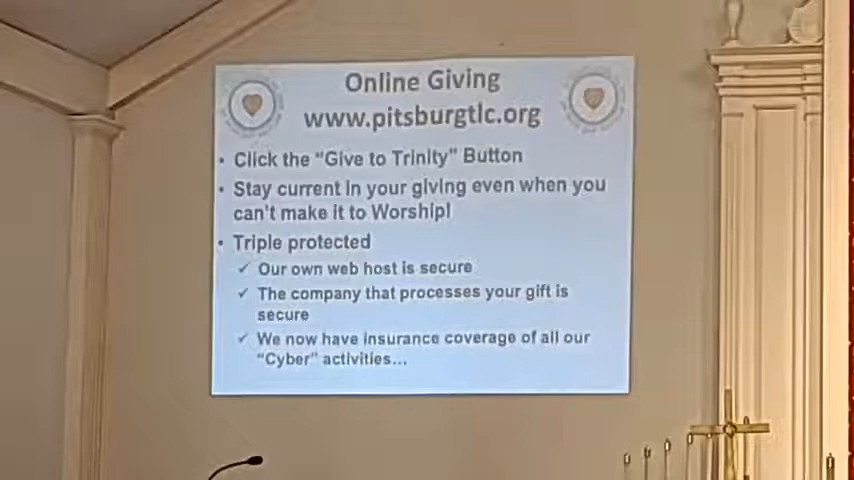 Online Giving
www.pitsburgtlc.org
• Click the "Give to Trinity" Button
• Stay current in your giving even when you
can't make it to Worship!
• Triple protected
✓ Our own web host is secure
✓ The company that processes your gift is
secure
✓ We now have insurance coverage of all our
"Cyber" activities...